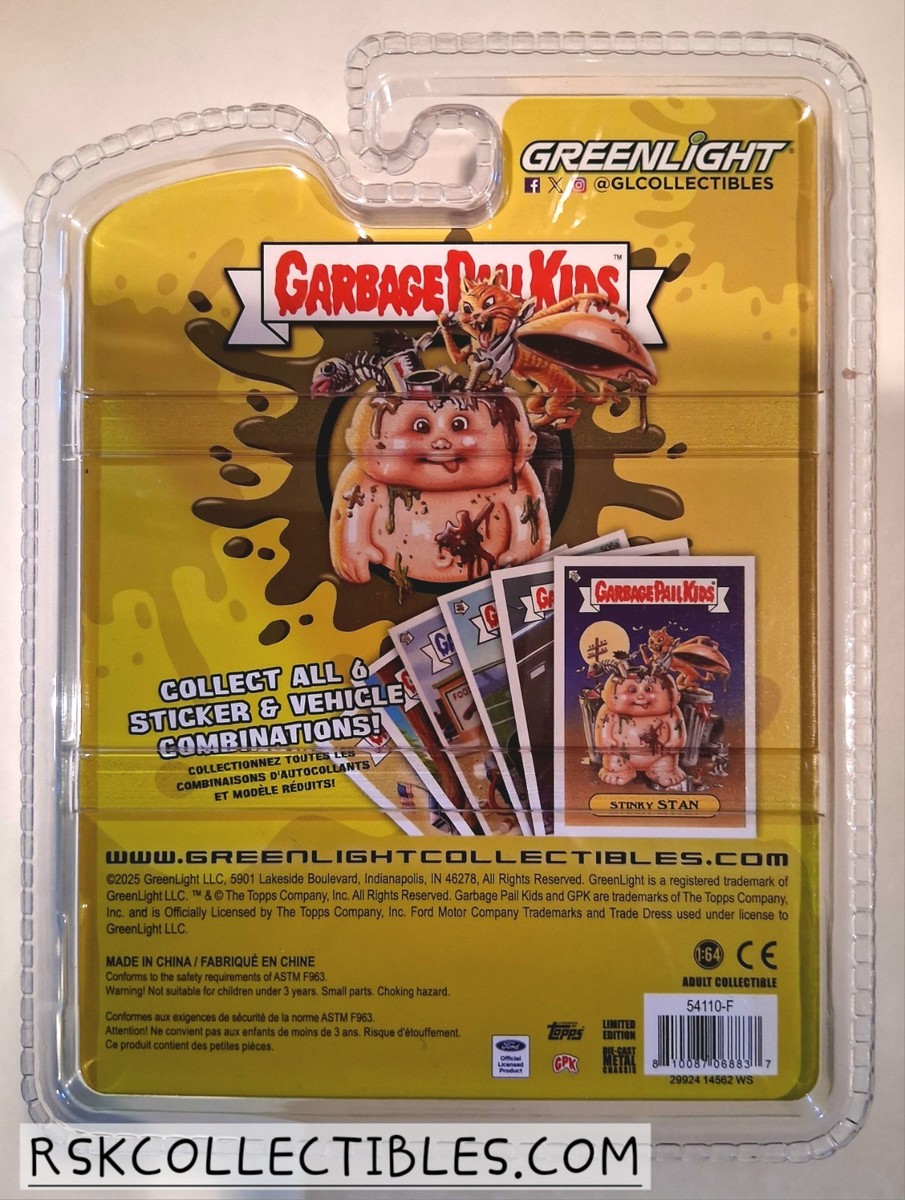 GREENLIGHT®
@GLCOLLECTIBLES
GARBAGE PAIL KIDS™
COLLECT ALL 6
STICKER & VEHICLE
COMBINATIONS!
COLLECTIONNEZ TOUTES LES
COMBINAISONS D'AUTOCOLLANTS
ET MODÈLE RÉDUITS!
GARBAGE PAIL KIDS
STINKY STAN
WWW.GREENLIGHTCOLLECTIBLES.COM
©2025 GreenLight LLC, 5901 Lakeside Boulevard, Indianapolis, IN 46278, All Rights Reserved. GreenLight is a registered trademark of
GreenLight LLC. ™ & © The Topps Company, Inc. All Rights Reserved. Garbage Pail Kids and GPK are trademarks of The Topps Company,
Inc. and is Officially Licensed by The Topps Company, Inc. Ford Motor Company Trademarks and Trade Dress used under license to
GreenLight LLC.
MADE IN CHINA / FABRIQUÉ EN CHINE
Conforms to the safety requirements of ASTM F963.
Warning! Not suitable for children under 3 years. Small parts. Choking hazard.
Conformes aux exigences de sécurité de la norme ASTM F963.
Attention! Ne convient pas aux enfants de moins de 3 ans. Risque d'étouffement.
Ce produit contient des petites pièces.
1:64 CE
ADULT COLLECTIBLE
Ford
Official
Licensed
Product
Topps
GPK
LIMITED
EDITION
DIE-CAST
METAL
CHASSIS
54110-F
8 10087 06883 7
29924 14562 WS
RSKCOLLECTIBLES.COM